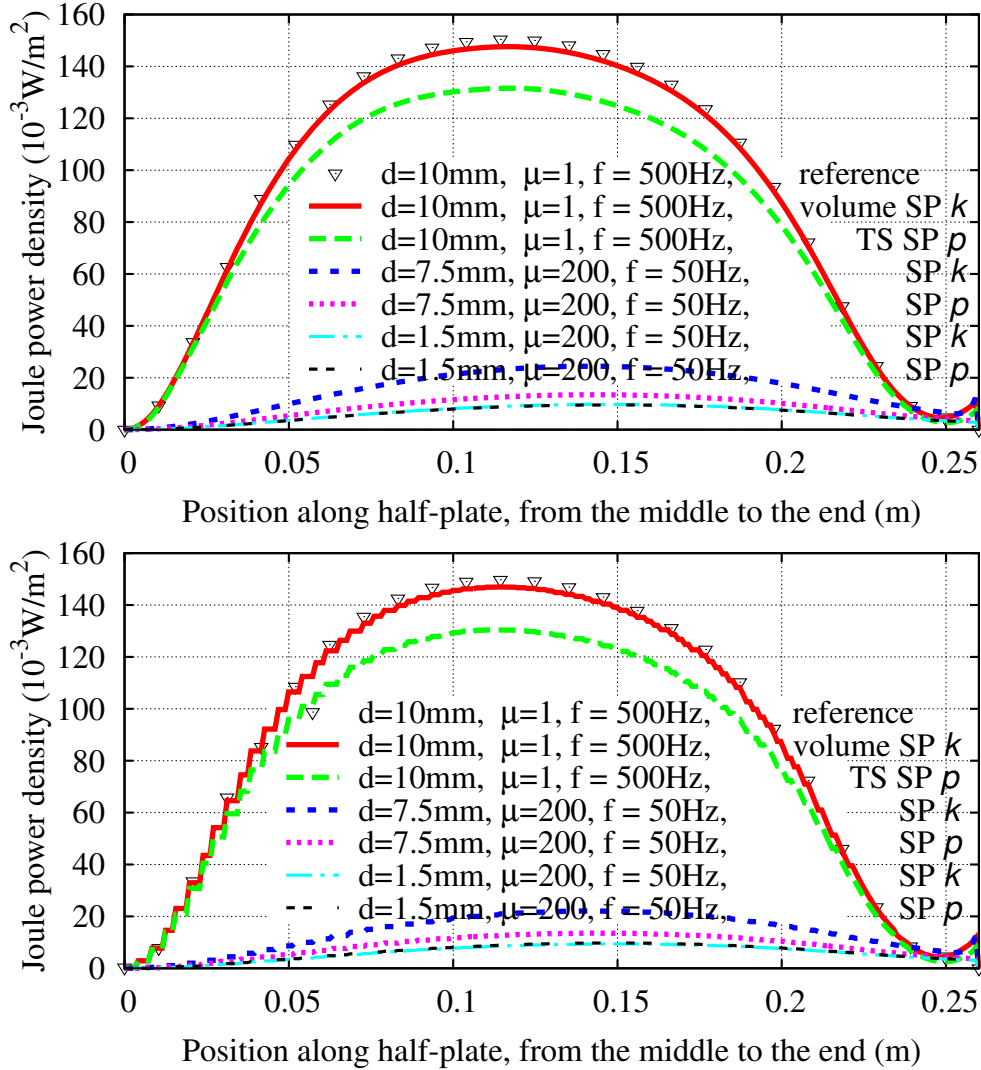 160
140
120
100
80
60
40
20
0
Joule power density (10⁻³W/m²)
d=10mm, μ=1, f = 500Hz, reference
d=10mm, μ=1, f = 500Hz, volume SP k
d=10mm, μ=1, f = 500Hz, TS SP p
d=7.5mm, μ=200, f = 50Hz, SP k
d=7.5mm, μ=200, f = 50Hz, SP p
d=1.5mm, μ=200, f = 50Hz, SP k
d=1.5mm, μ=200, f = 50Hz, SP p
0 0.05 0.1 0.15 0.2 0.25
Position along half-plate, from the middle to the end (m)
160
140
120
100
80
60
40
20
0
Joule power density (10⁻³W/m²)
d=10mm, μ=1, f = 500Hz, reference
d=10mm, μ=1, f = 500Hz, volume SP k
d=10mm, μ=1, f = 500Hz, TS SP p
d=7.5mm, μ=200, f = 50Hz, SP k
d=7.5mm, μ=200, f = 50Hz, SP p
d=1.5mm, μ=200, f = 50Hz, SP k
d=1.5mm, μ=200, f = 50Hz, SP p
0 0.05 0.1 0.15 0.2 0.25
Position along half-plate, from the middle to the end (m)